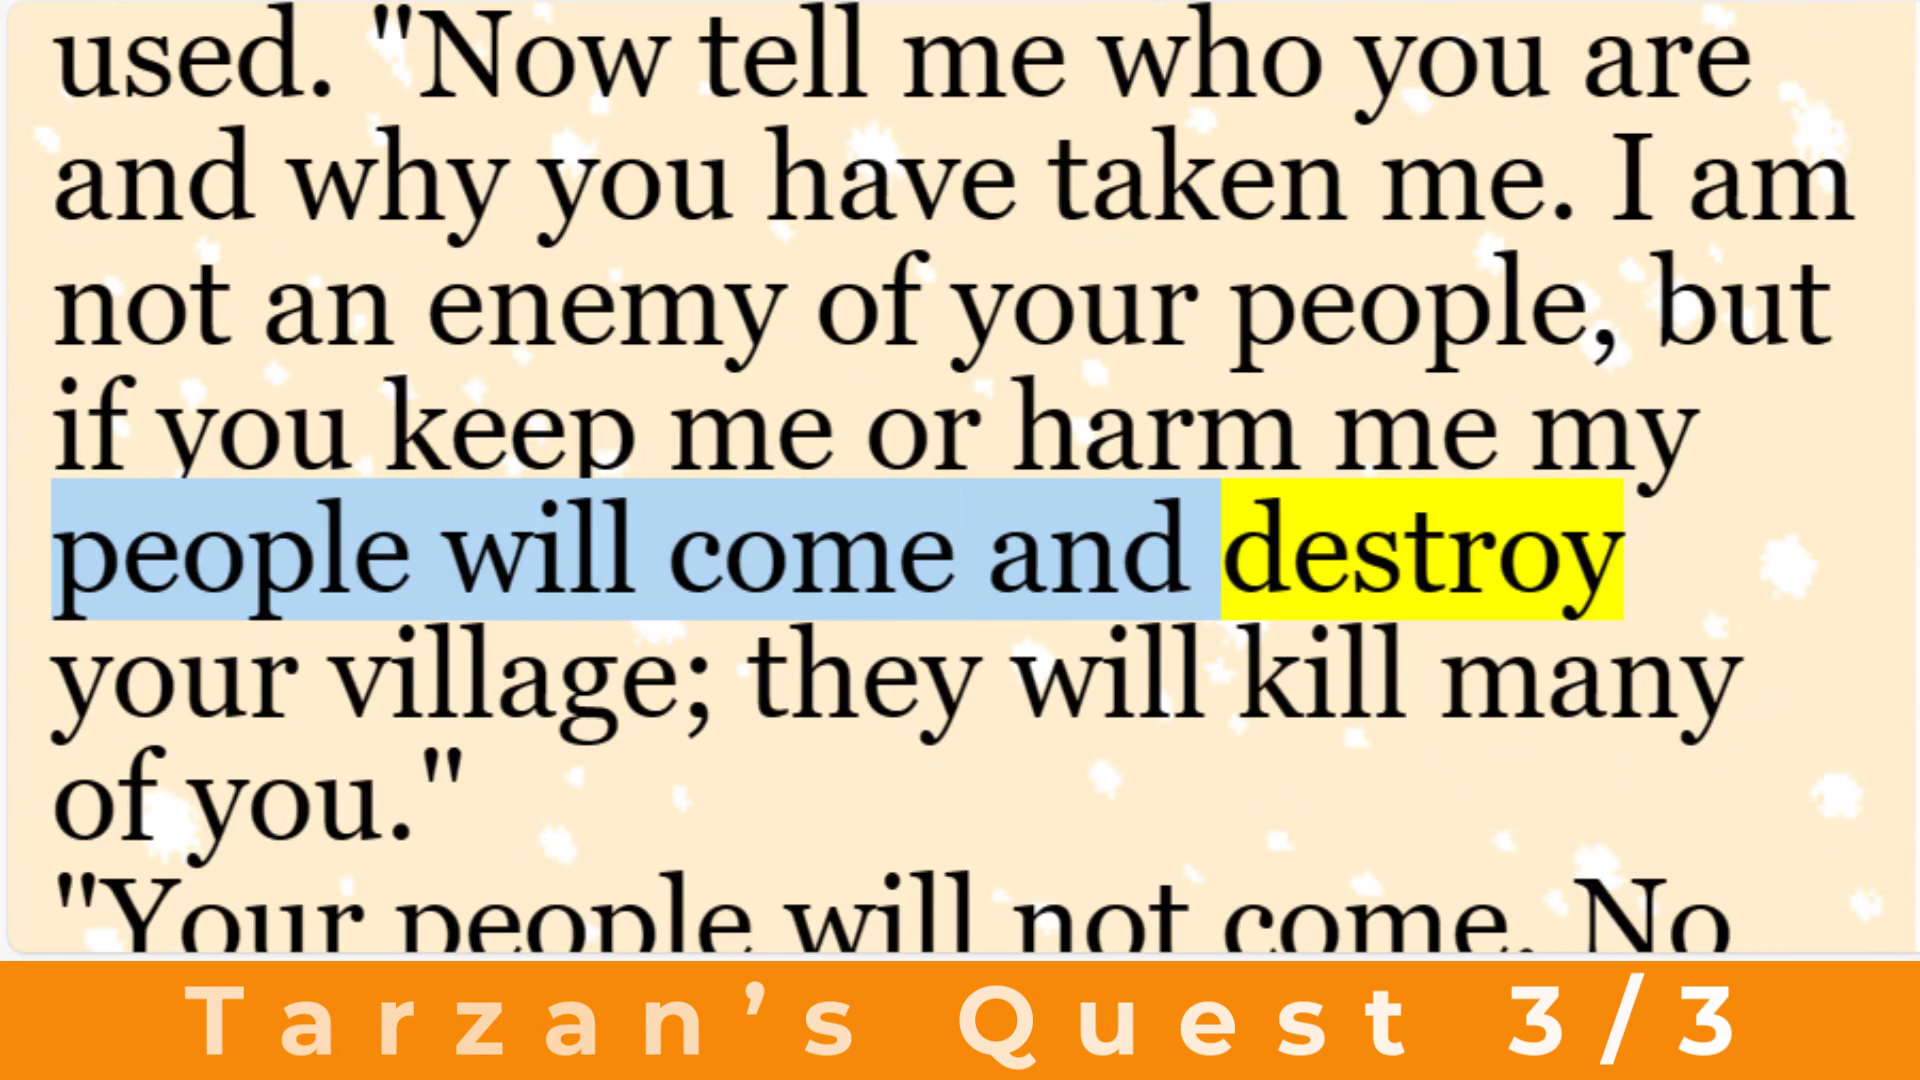 used. "Now tell me who you are
and why you have taken me. I am
not an enemy of your people, but
if you keep me or harm me my
people will come and destroy
your village; they will kill many
of you."
"Your people will not come. No
Tarzan’s Quest 3/3